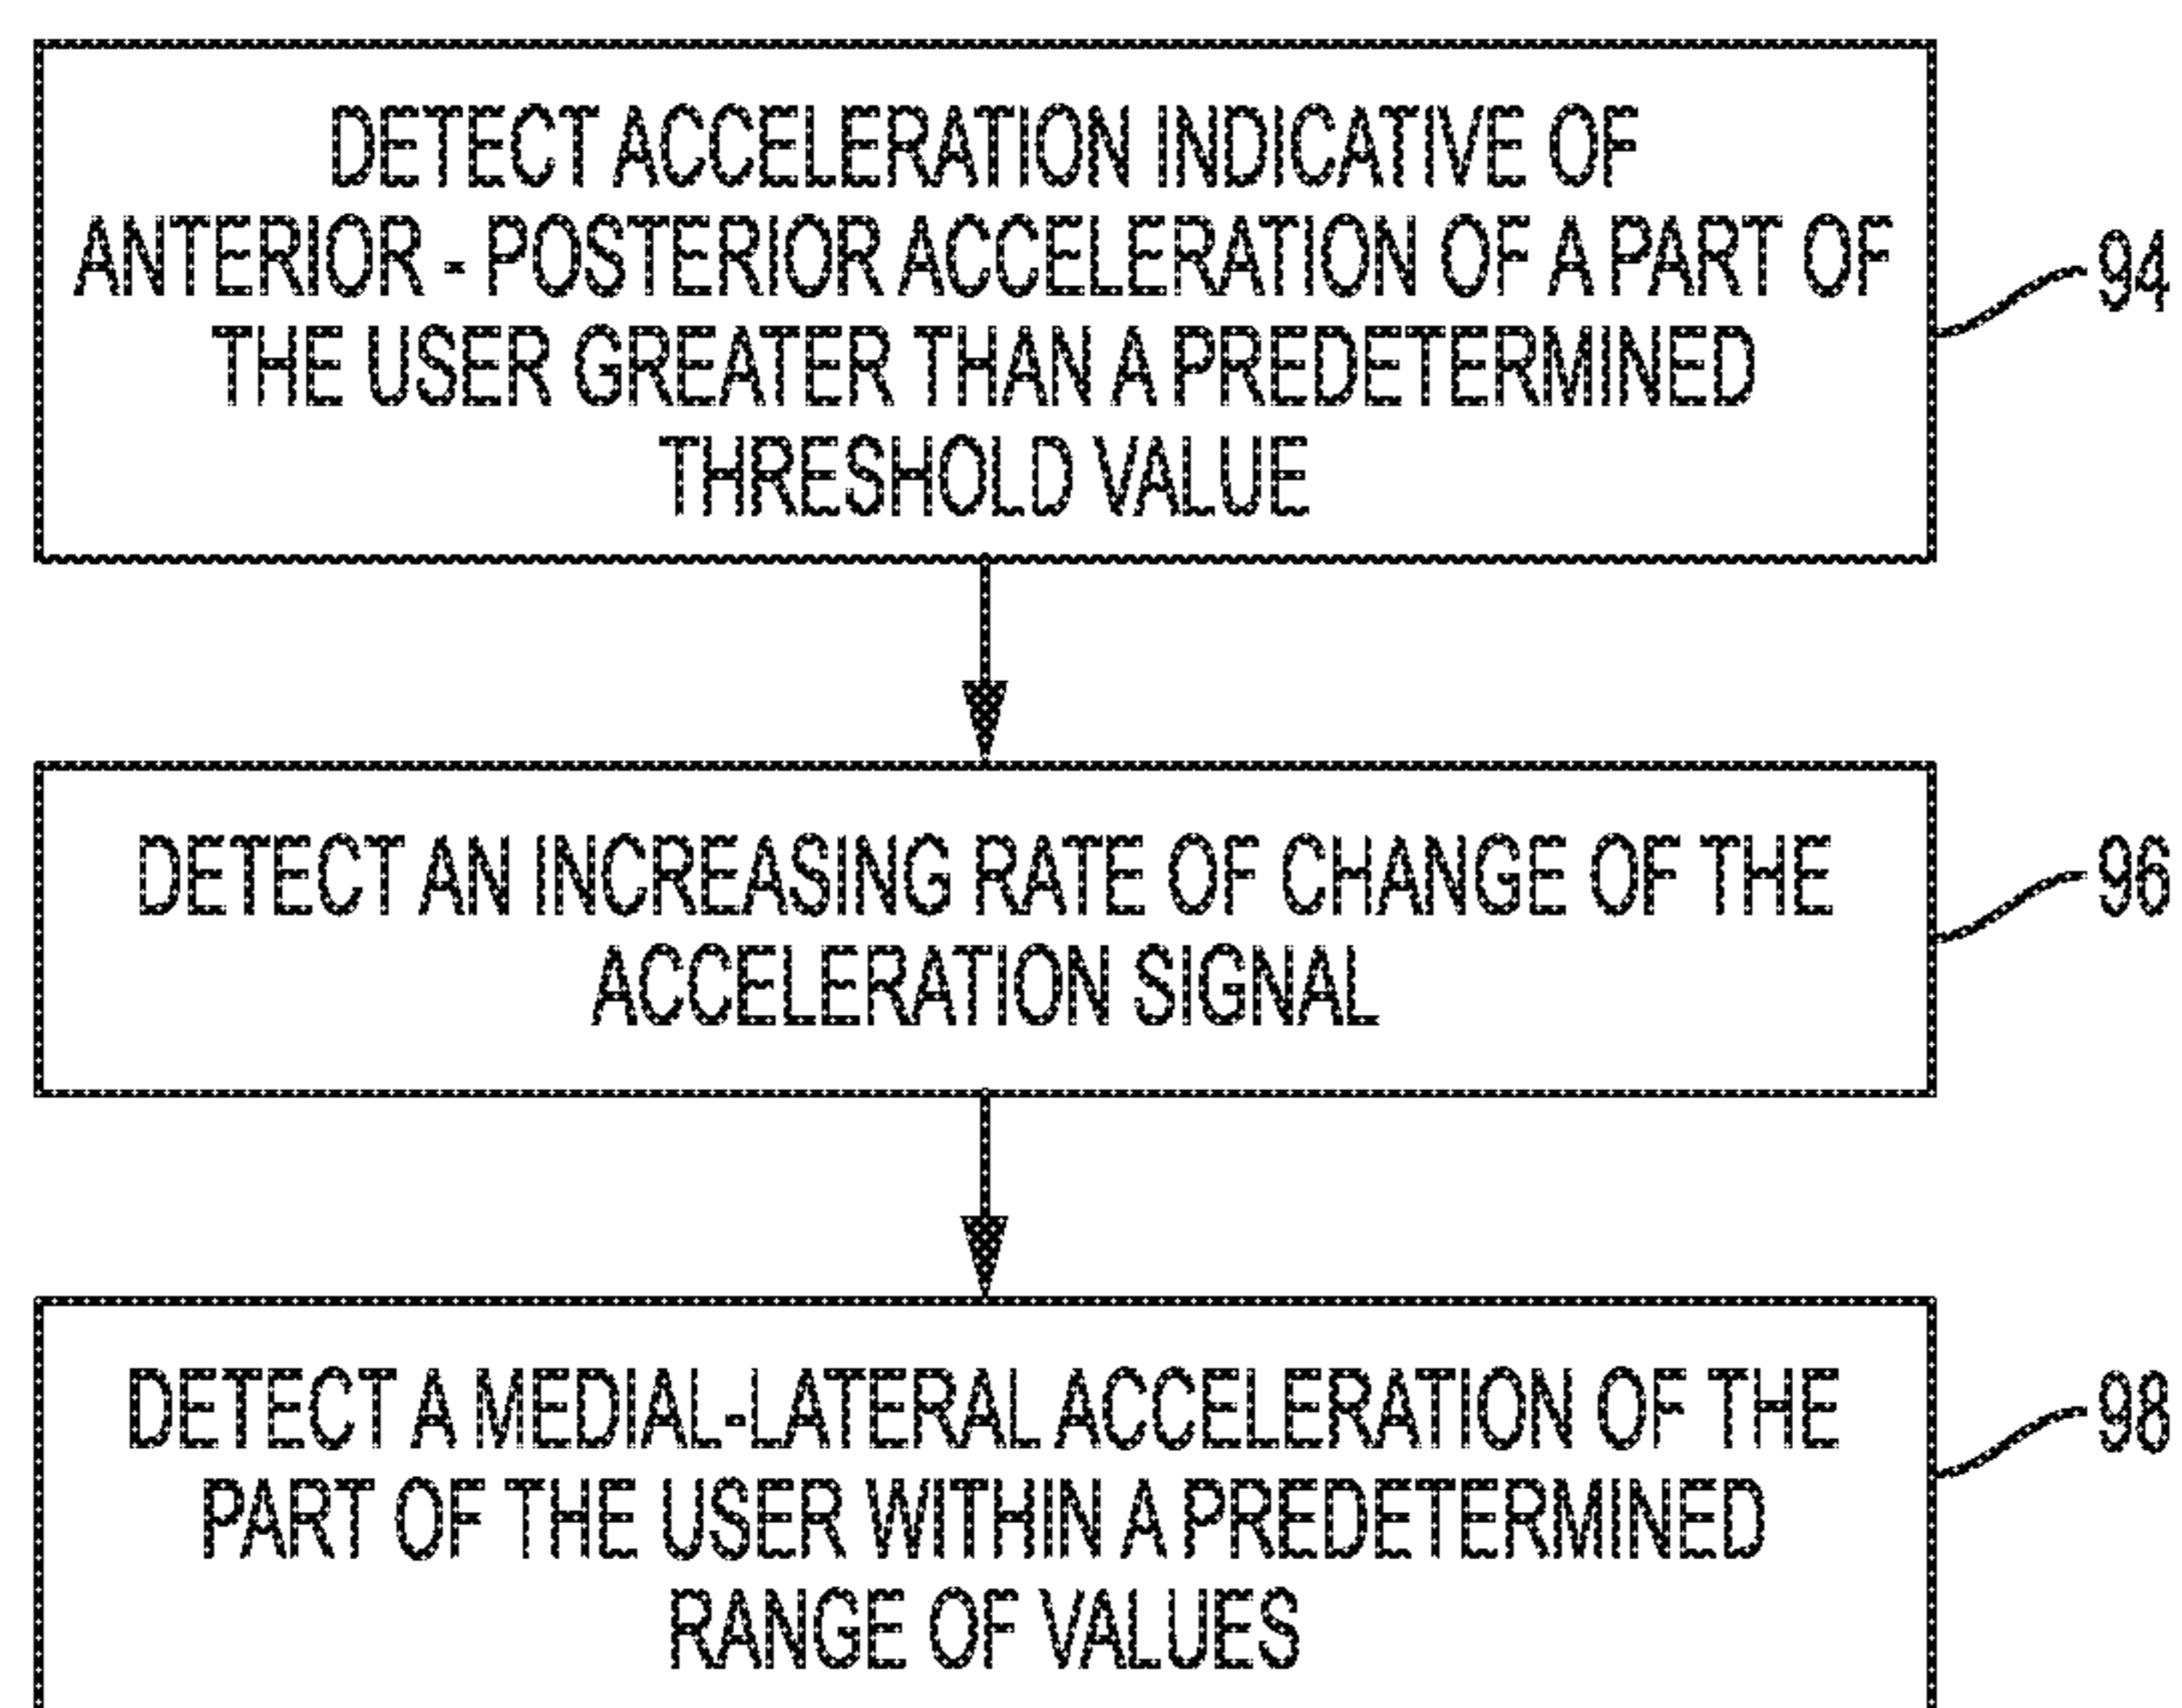 DETECT ACCELERATION INDICATIVE OF
ANTERIOR - POSTERIOR ACCELERATION OF A PART OF
THE USER GREATER THAN A PREDETERMINED
THRESHOLD VALUE
94
DETECT AN INCREASING RATE OF CHANGE OF THE
ACCELERATION SIGNAL
96
DETECT A MEDIAL-LATERAL ACCELERATION OF THE
PART OF THE USER WITHIN A PREDETERMINED
RANGE OF VALUES
98